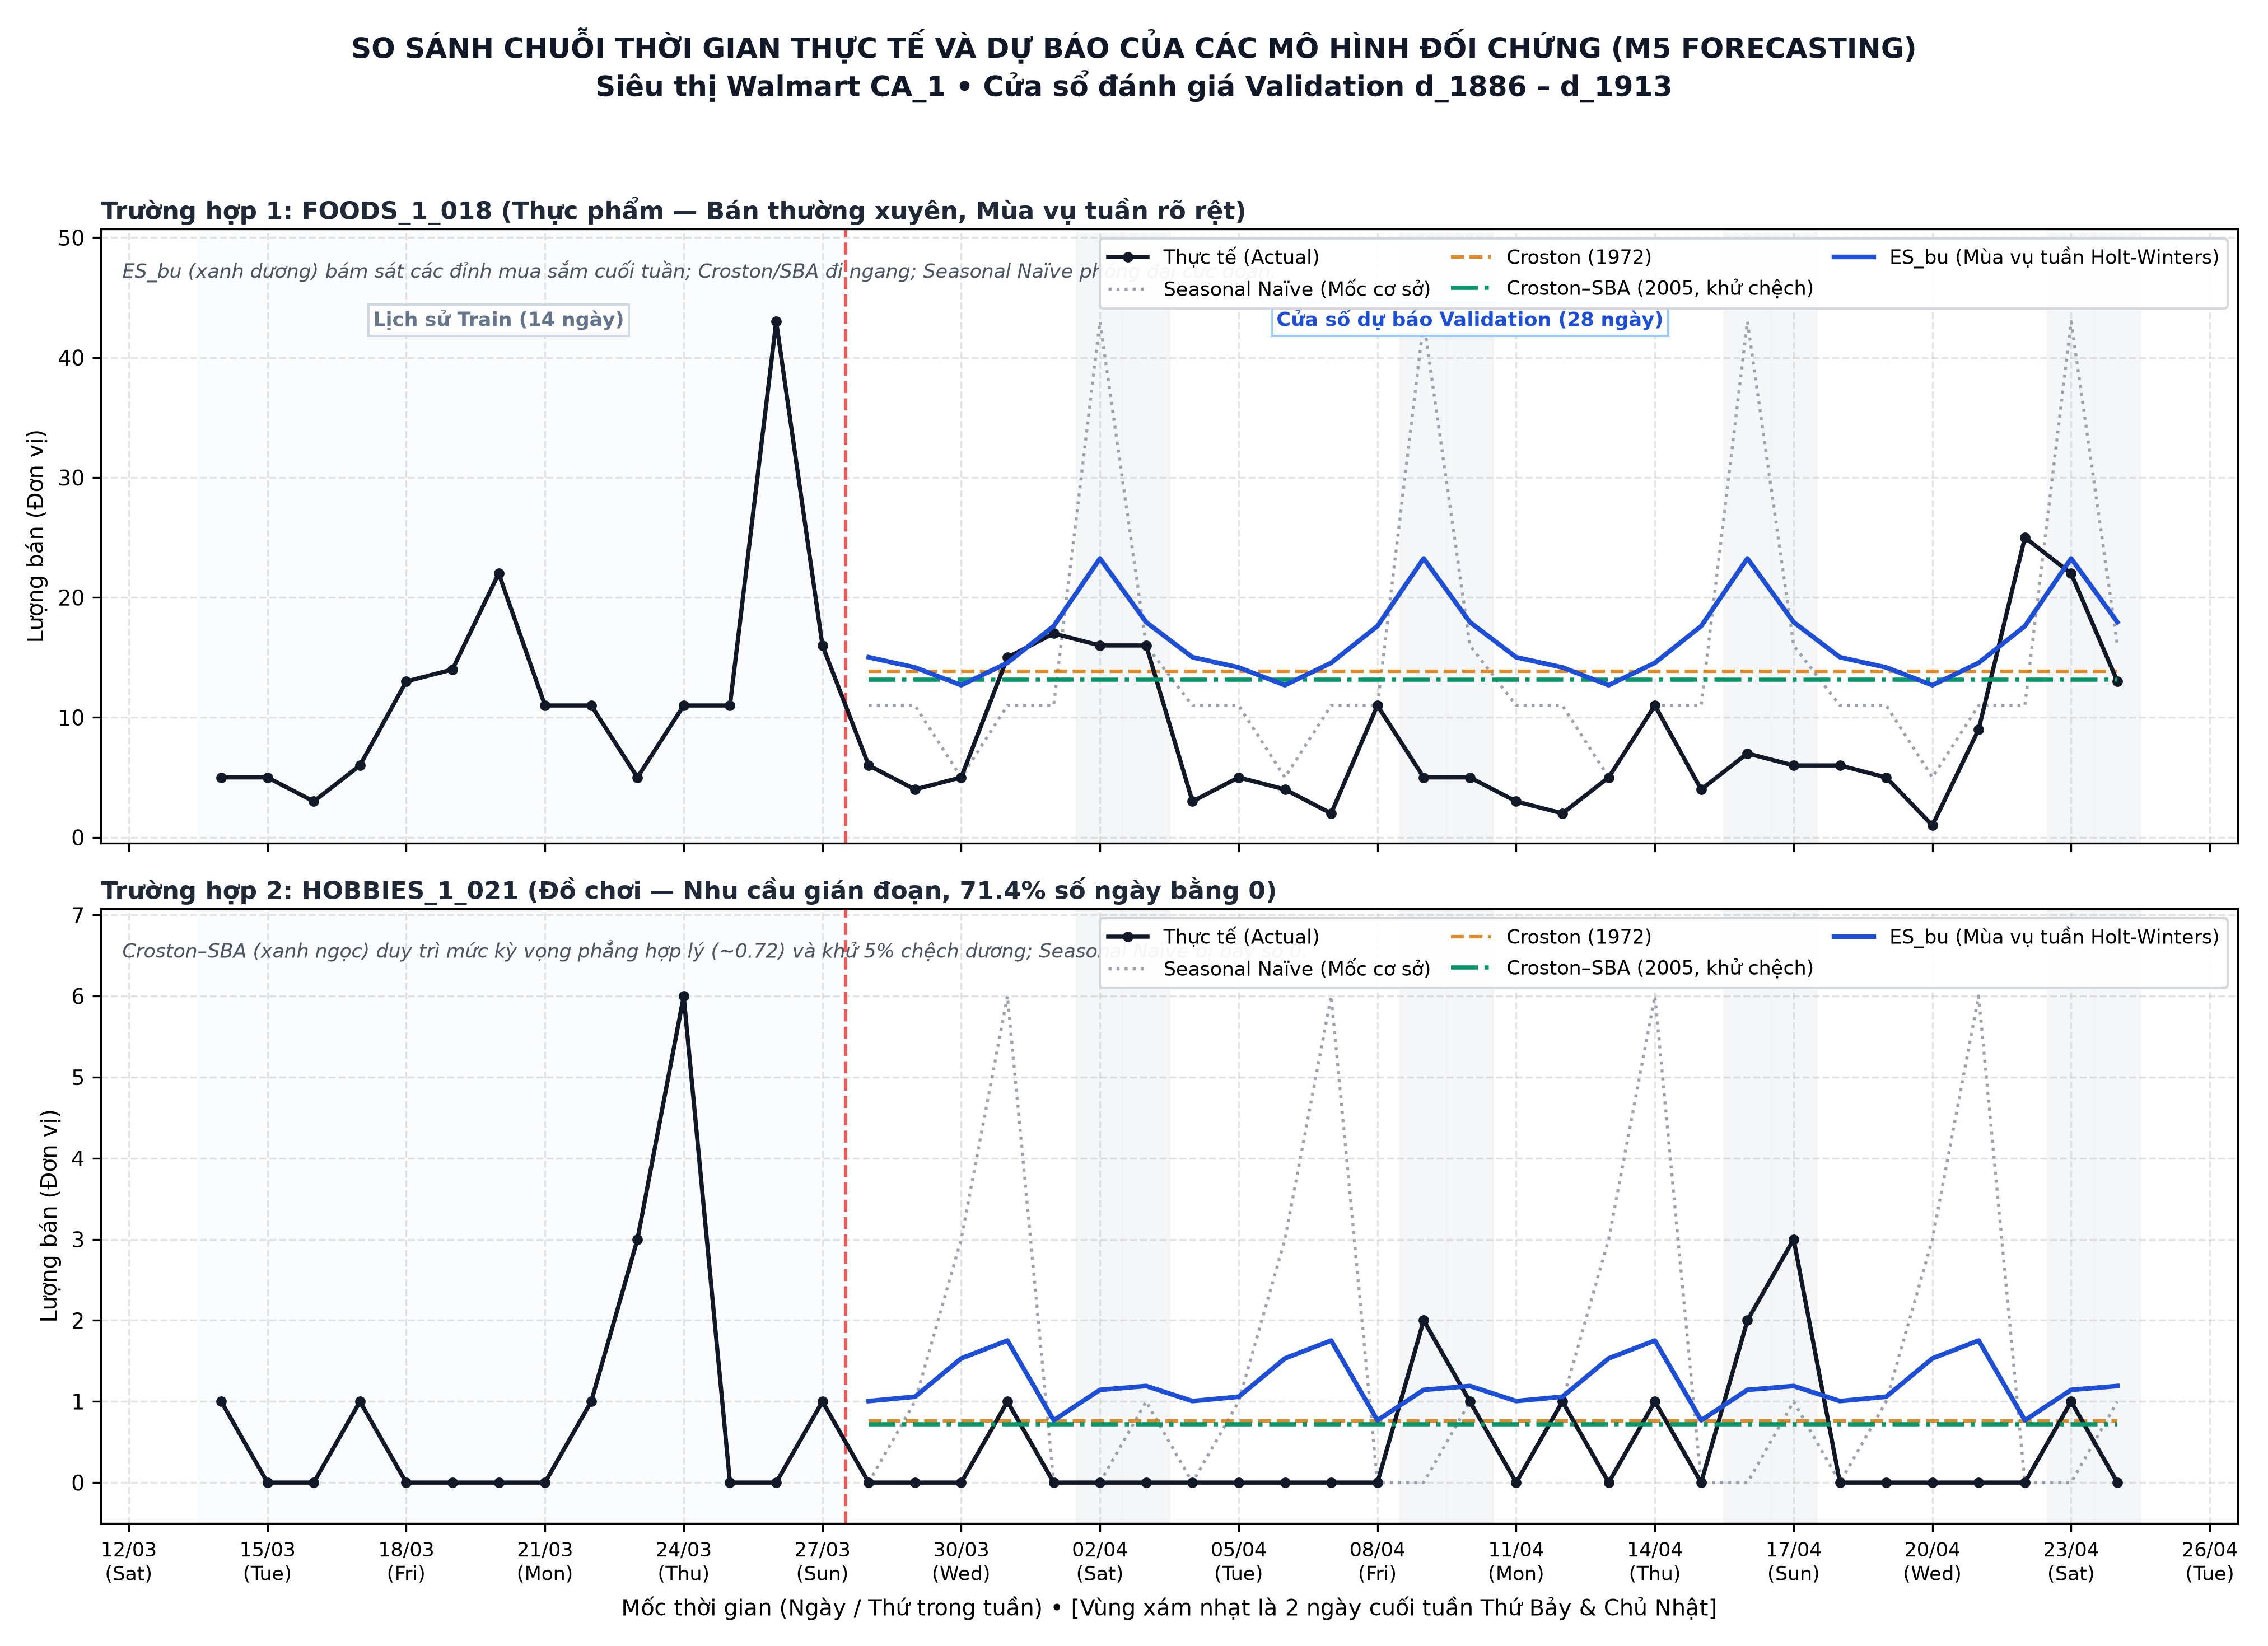 SO SÁNH CHUỖI THỜI GIAN THỰC TẾ VÀ DỰ BÁO CỦA CÁC MÔ HÌNH ĐỐI CHỨNG (M5 FORECASTING)
Siêu thị Walmart CA_1 • Cửa sổ đánh giá Validation d_1886 – d_1913
Trường hợp 1: FOODS_1_018 (Thực phẩm — Bán thường xuyên, Mùa vụ tuần rõ rệt)
ES_bu (xanh dương) bám sát các đỉnh mua sắm cuối tuần; Croston/SBA đi ngang; Seasonal Naïve phóng đại cực đoan.
Thực tế (Actual)
Seasonal Naïve (Mốc cơ sở)
Croston (1972)
Croston–SBA (2005, khử chệch)
ES_bu (Mùa vụ tuần Holt-Winters)
Lịch sử Train (14 ngày)
Cửa sổ dự báo Validation (28 ngày)
Lượng bán (Đơn vị)
50
40
30
20
10
0
Trường hợp 2: HOBBIES_1_021 (Đồ chơi — Nhu cầu gián đoạn, 71.4% số ngày bằng 0)
Croston–SBA (xanh ngọc) duy trì mức kỳ vọng phẳng hợp lý (~0.72) và khử 5% chệch dương; Seasonal Naïve
Thực tế (Actual)
Seasonal Naïve (Mốc cơ sở)
Croston (1972)
Croston–SBA (2005, khử chệch)
ES_bu (Mùa vụ tuần Holt-Winters)
Lượng bán (Đơn vị)
7
6
5
4
3
2
1
0
12/03 15/03 18/03 21/03 24/03 27/03 30/03 02/04 05/04 08/04 11/04 14/04 17/04 20/04 23/04 26/04
(Sat) (Tue) (Fri) (Mon) (Thu) (Sun) (Wed) (Sat) (Tue) (Fri) (Mon) (Thu) (Sun) (Wed) (Sat) (Tue)
Mốc thời gian (Ngày / Thứ trong tuần) • [Vùng xám nhạt là 2 ngày cuối tuần Thứ Bảy & Chủ Nhật]